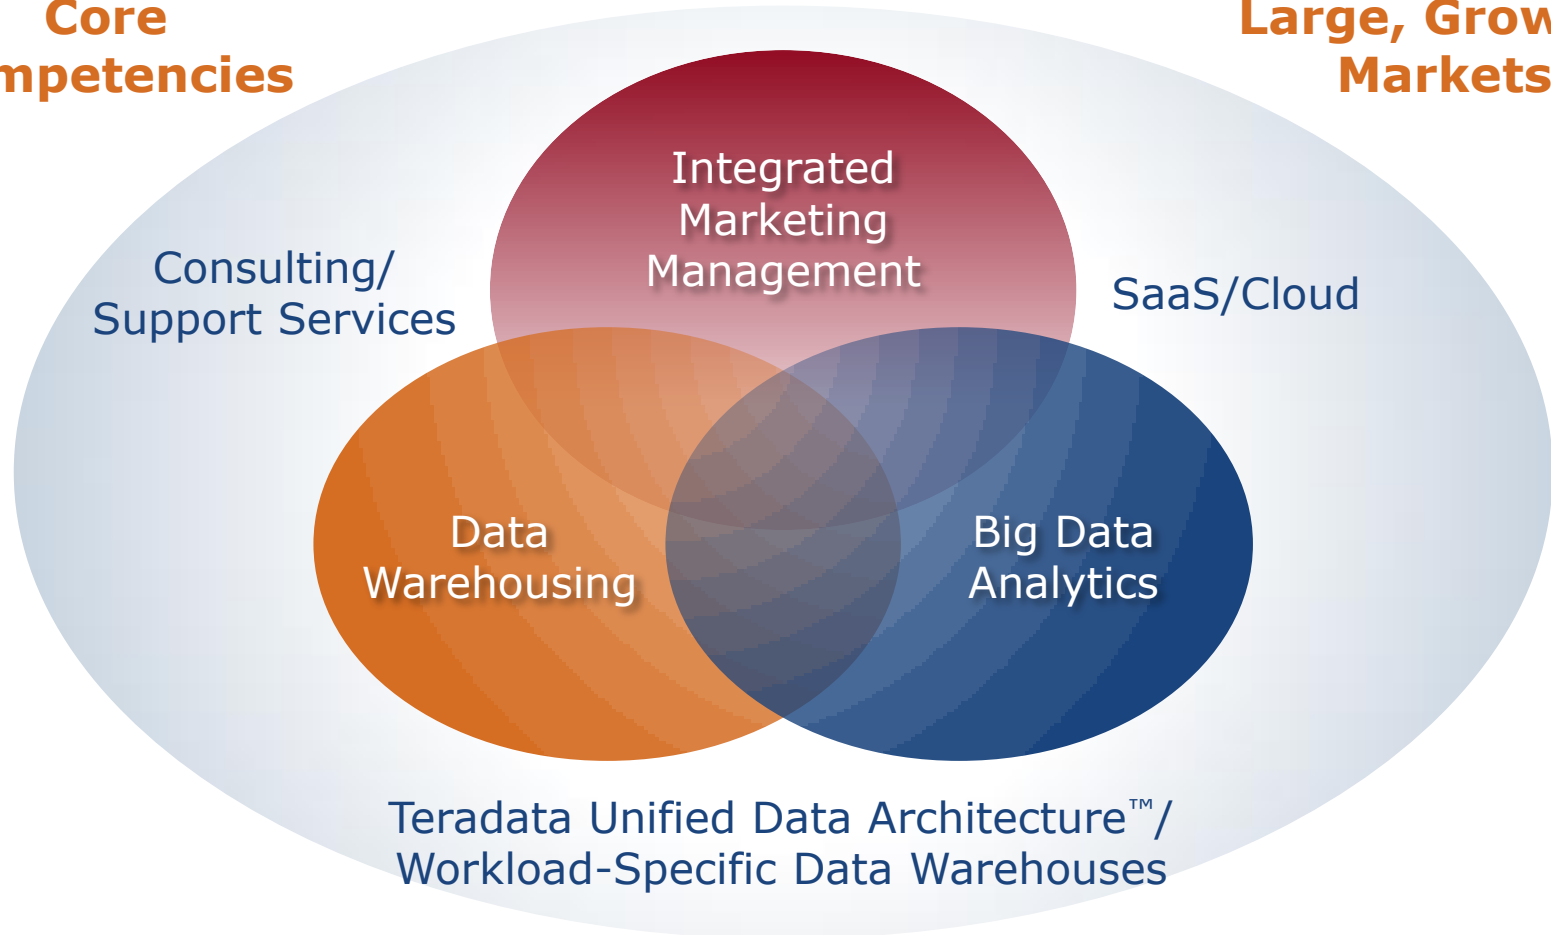 Core
mpetencies
Large, Grow
Markets
Integrated
Marketing
Management
Consulting/
Support Services
SaaS/Cloud
Data
Warehousing
Big Data
Analytics
Teradata Unified Data Architecture™/
Workload-Specific Data Warehouses